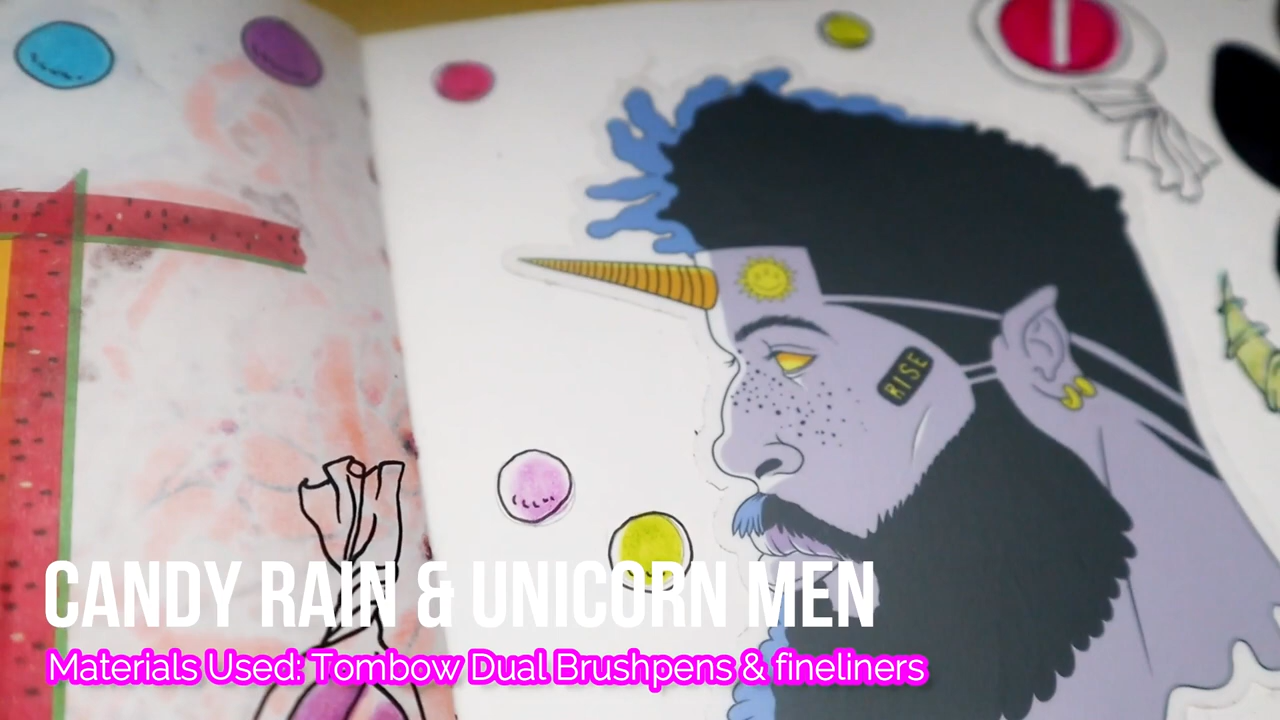 RISE
CANDY RAIN & UNICORN MEN
Materials Used: Tombow Dual Brushpens & fineliners